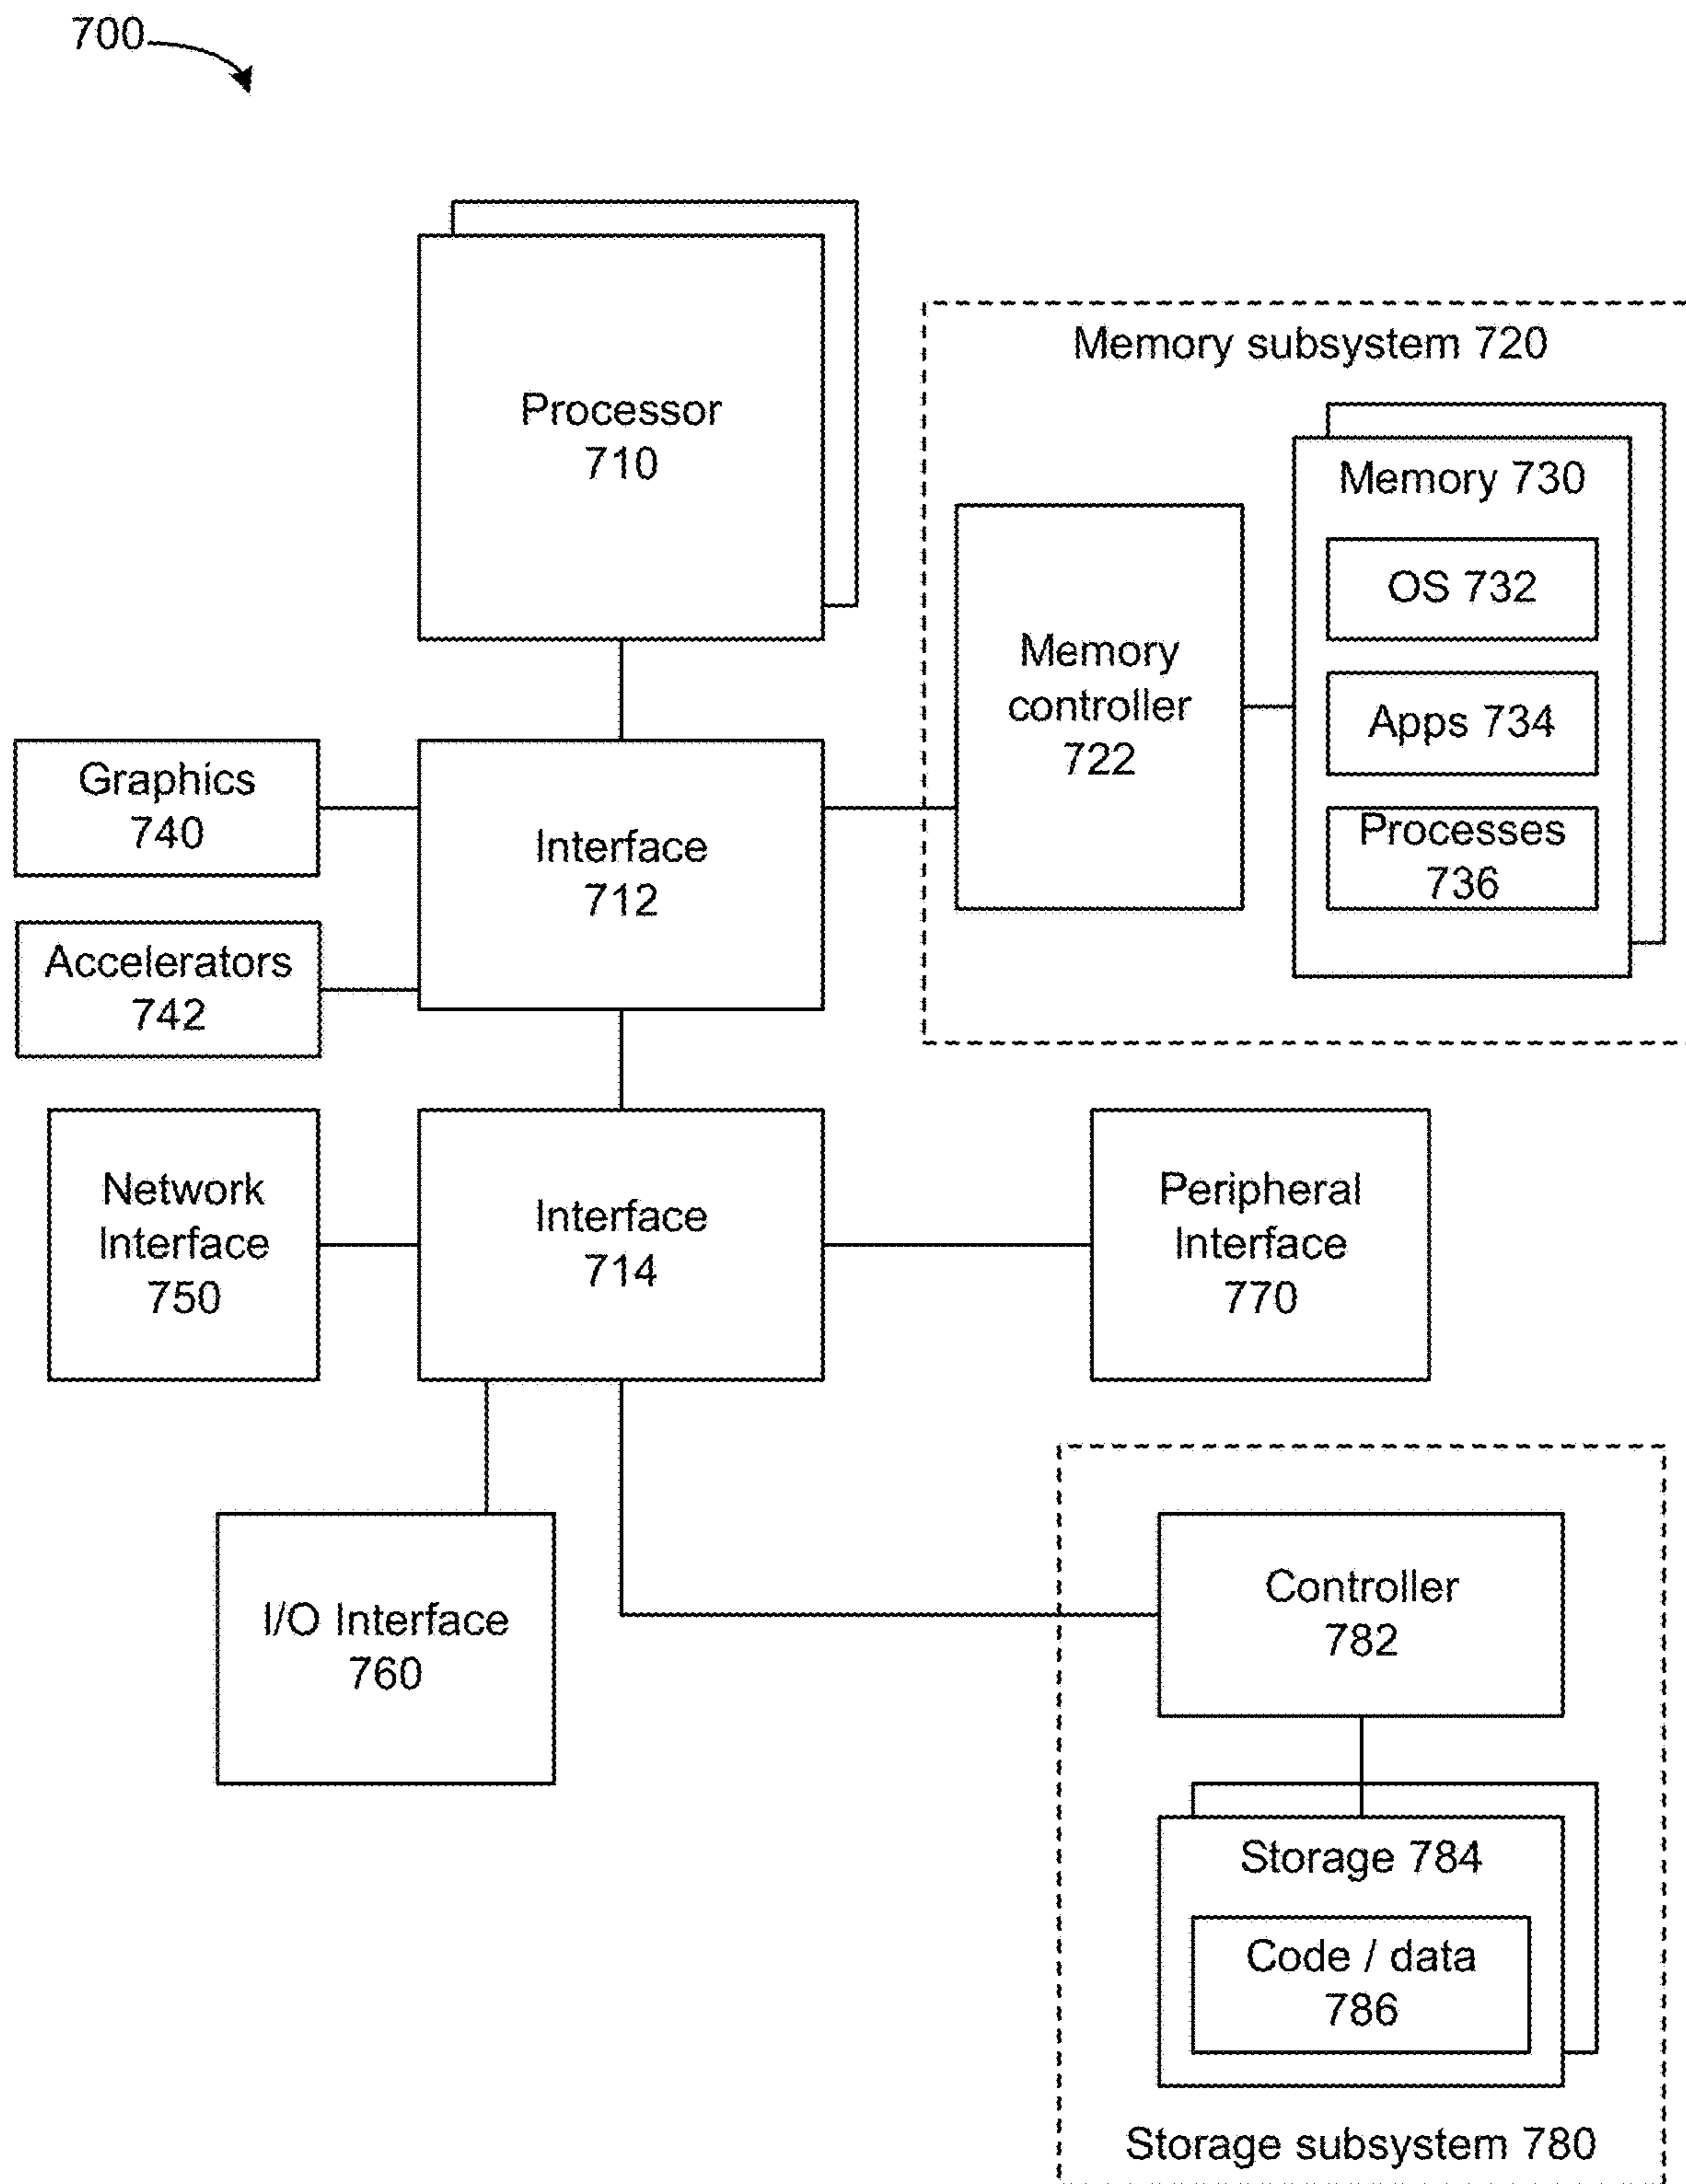 700
Processor
710
Memory subsystem 720
Memory 730
OS 732
Apps 734
Processes
736
Memory
controller
722
Graphics
740
Interface
712
Accelerators
742
Network
Interface
750
Interface
714
Peripheral
Interface
770
I/O Interface
760
Controller
782
Storage 784
Code / data
786
Storage subsystem 780